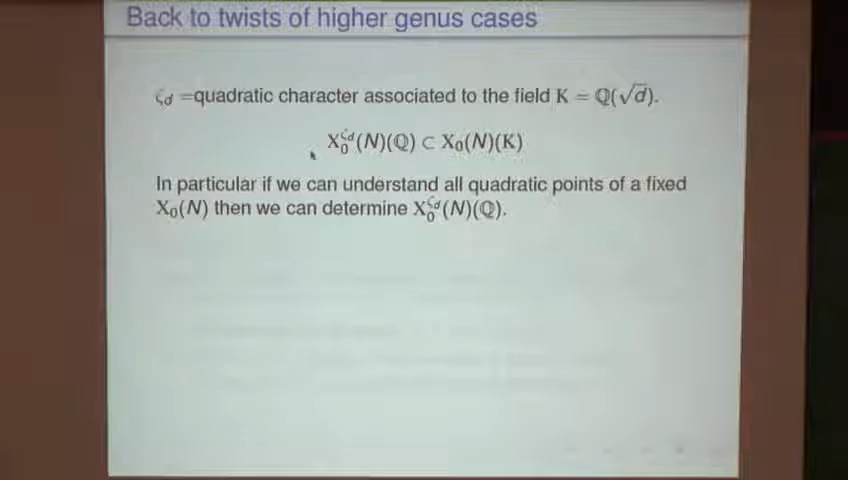 Back to twists of higher genus cases
ζd =quadratic character associated to the field K = ℚ(√d).
X₀^ζd(N)(ℚ) ⊂ X₀(N)(K)
In particular if we can understand all quadratic points of a fixed
X₀(N) then we can determine X₀^ζd(N)(ℚ).